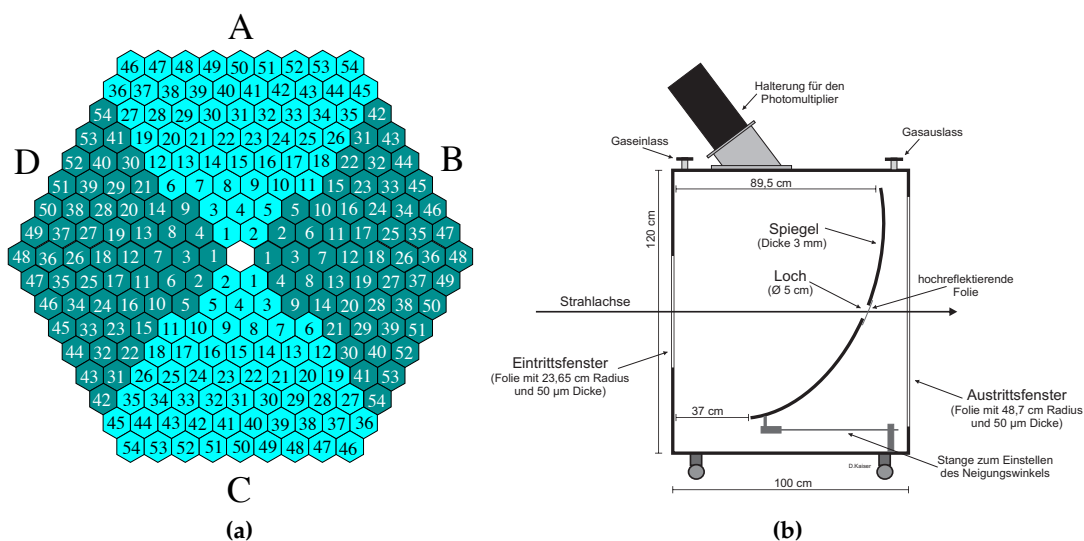 A
46 47 48 49 50 51 52 53 54
36 37 38 39 40 41 42 43 44 45
54 27 28 29 30 31 32 33 34 35 42
53 41 19 20 21 22 23 24 25 26 31 43
D
B
52 40 30 12 13 14 15 16 17 18 22 32 44
51 39 29 21 6 7 8 9 10 11 15 23 33 45
50 38 28 20 14 9 3 4 5 5 10 16 24 34 46
49 37 27 19 13 8 4 1 2 2 6 11 17 25 35 47
48 36 26 18 12 7 3 1 1 3 7 12 18 26 36 48
47 35 25 17 11 6 2 2 1 4 8 13 19 27 37 49
46 34 24 16 10 5 5 4 3 9 14 20 28 38 50
45 33 23 15 11 10 9 8 7 6 21 29 39 51
44 32 22 18 17 16 15 14 13 12 30 40 52
43 31 26 25 24 23 22 21 20 19 41 53
42 35 34 33 32 31 30 29 28 27 54
45 44 43 42 41 40 39 38 37 36
54 53 52 51 50 49 48 47 46
C
(a)
Halterung für den
Photomultiplier
Gaseinlass
Gasauslass
89,5 cm
120 cm
Spiegel
(Dicke 3 mm)
Loch
(Ø 5 cm)
hochreflektierende
Folie
Strahlachse
Eintrittsfenster
(Folie mit 23,65 cm Radius
und 50 µm Dicke)
Austrittsfenster
(Folie mit 48,7 cm Radius
und 50 µm Dicke)
37 cm
Stange zum Einstellen
des Neigungswinkels
D.Kaiser
100 cm
(b)